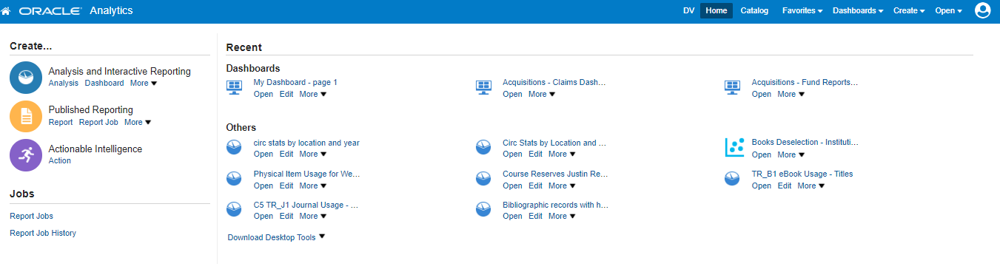 ORACLE Analytics
DV Home Catalog Favorites Dashboards Create Open
Create...
Analysis and Interactive Reporting
Analysis Dashboard More
Published Reporting
Report Report Job More
Actionable Intelligence
Action
Jobs
Report Jobs
Report Job History
Recent
Dashboards
My Dashboard - page 1
Open Edit More
Acquisitions - Claims Dash...
Open More
Acquisitions - Fund Reports...
Open More
Others
circ stats by location and year
Open Edit More
Circ Stats by Location and ...
Open Edit More
Books Deselection - Instituti...
Open More
Physical Item Usage for We...
Open Edit More
Course Reserves Justin Re...
Open Edit More
TR_B1 eBook Usage - Titles
Open Edit More
C5 TR_J1 Journal Usage - ...
Open Edit More
Bibliographic records with h...
Open Edit More
Download Desktop Tools